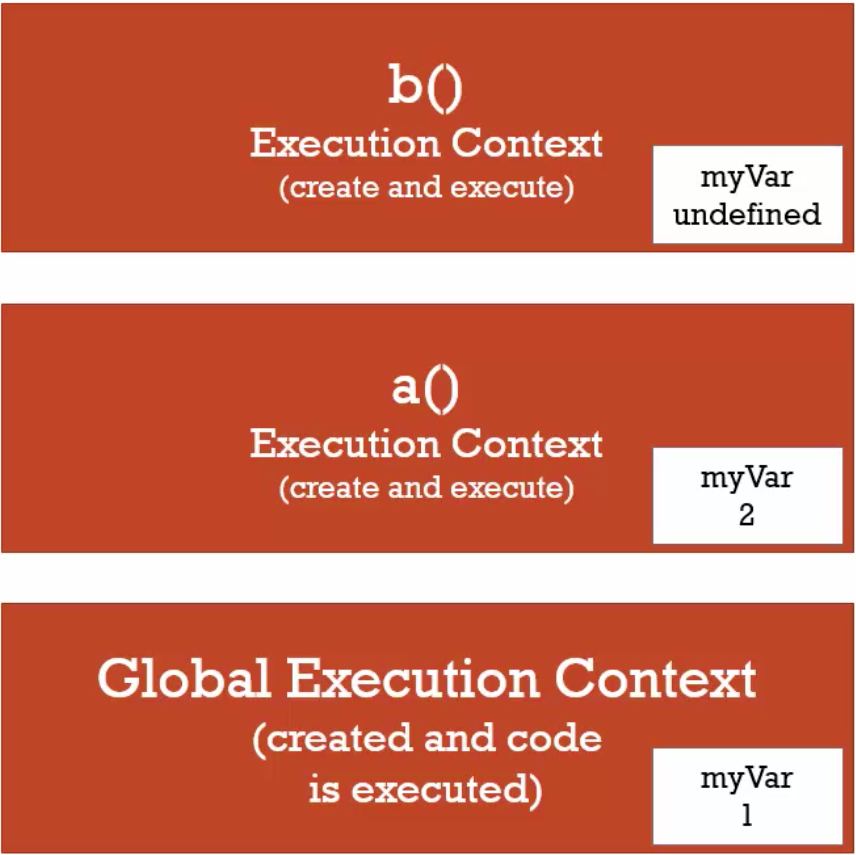 b()
Execution Context
(create and execute)
myVar
undefined
a()
Execution Context
(create and execute)
myVar
2
Global Execution Context
(created and code
is executed)
myVar
1